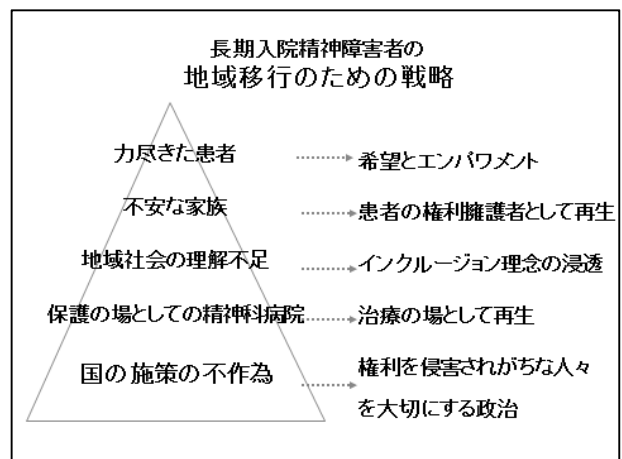 長期入院精神障害者の
地域移行のための戦略
力尽きた患者
希望とエンパワメント
不安な家族
患者の権利擁護者として再生
地域社会の理解不足
インクルージョン理念の浸透
保護の場としての精神科病院
治療の場として再生
国の施策の不作為
権利を侵害されがちな人々
を大切にする政治